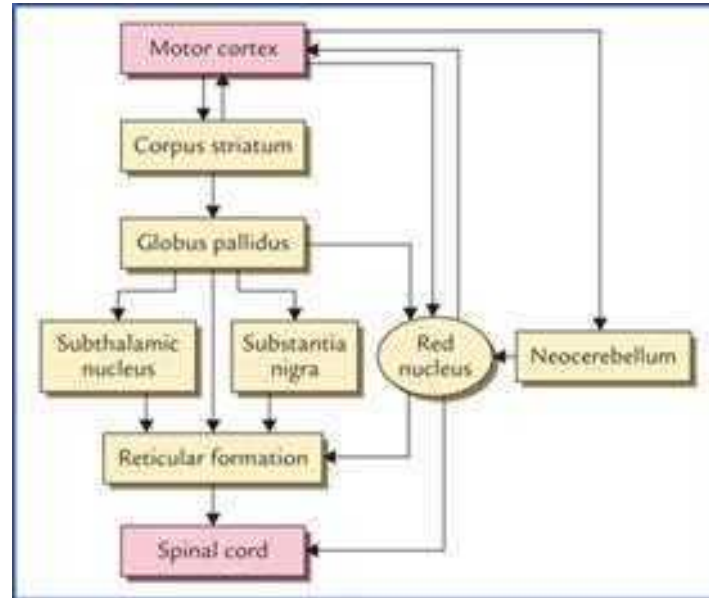 Motor cortex
Corpus striatum
Globus pallidus
Subthalamic
nucleus
Substantia
nigra
Red
nucleus
Neocerebellum
Reticular formation
Spinal cord